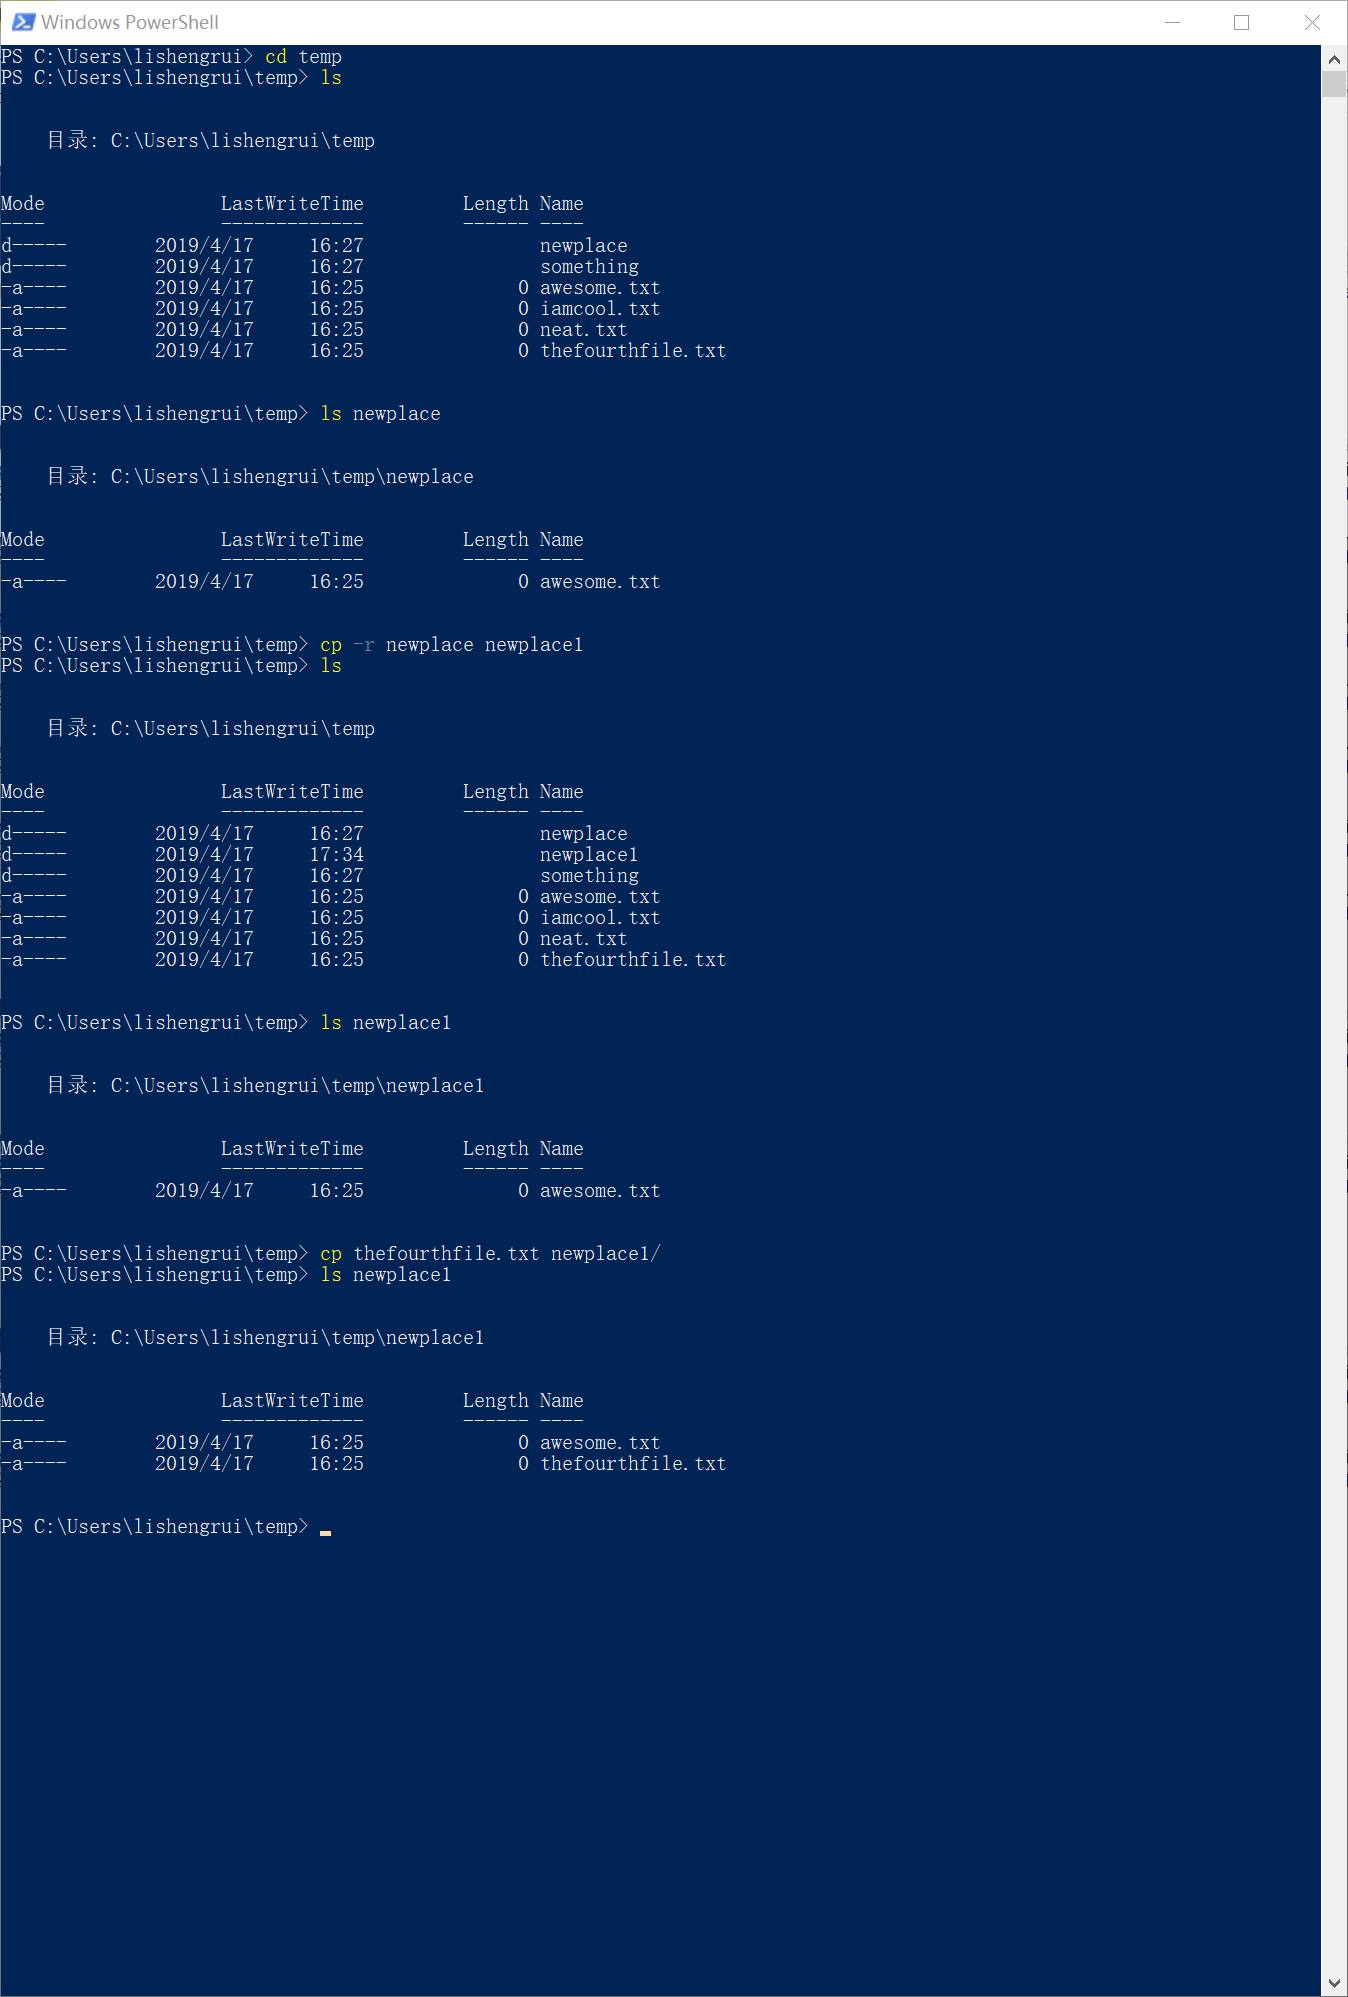 Windows PowerShell
PS C:\Users\lishengrui> cd temp
PS C:\Users\lishengrui\temp> ls
目录: C:\Users\lishengrui\temp
Mode                LastWriteTime         Length Name
----                -------------         ------ ----
d-----        2019/4/17     16:27                newplace
d-----        2019/4/17     16:27                something
-a----        2019/4/17     16:25              0 awesome.txt
-a----        2019/4/17     16:25              0 iamcool.txt
-a----        2019/4/17     16:25              0 neat.txt
-a----        2019/4/17     16:25              0 thefourthfile.txt
PS C:\Users\lishengrui\temp> ls newplace
目录: C:\Users\lishengrui\temp\newplace
Mode                LastWriteTime         Length Name
----                -------------         ------ ----
-a----        2019/4/17     16:25              0 awesome.txt
PS C:\Users\lishengrui\temp> cp -r newplace newplace1
PS C:\Users\lishengrui\temp> ls
目录: C:\Users\lishengrui\temp
Mode                LastWriteTime         Length Name
----                -------------         ------ ----
d-----        2019/4/17     16:27                newplace
d-----        2019/4/17     17:34                newplace1
d-----        2019/4/17     16:27                something
-a----        2019/4/17     16:25              0 awesome.txt
-a----        2019/4/17     16:25              0 iamcool.txt
-a----        2019/4/17     16:25              0 neat.txt
-a----        2019/4/17     16:25              0 thefourthfile.txt
PS C:\Users\lishengrui\temp> ls newplace1
目录: C:\Users\lishengrui\temp\newplace1
Mode                LastWriteTime         Length Name
----                -------------         ------ ----
-a----        2019/4/17     16:25              0 awesome.txt
PS C:\Users\lishengrui\temp> cp thefourthfile.txt newplace1/
PS C:\Users\lishengrui\temp> ls newplace1
目录: C:\Users\lishengrui\temp\newplace1
Mode                LastWriteTime         Length Name
----                -------------         ------ ----
-a----        2019/4/17     16:25              0 awesome.txt
-a----        2019/4/17     16:25              0 thefourthfile.txt
PS C:\Users\lishengrui\temp>